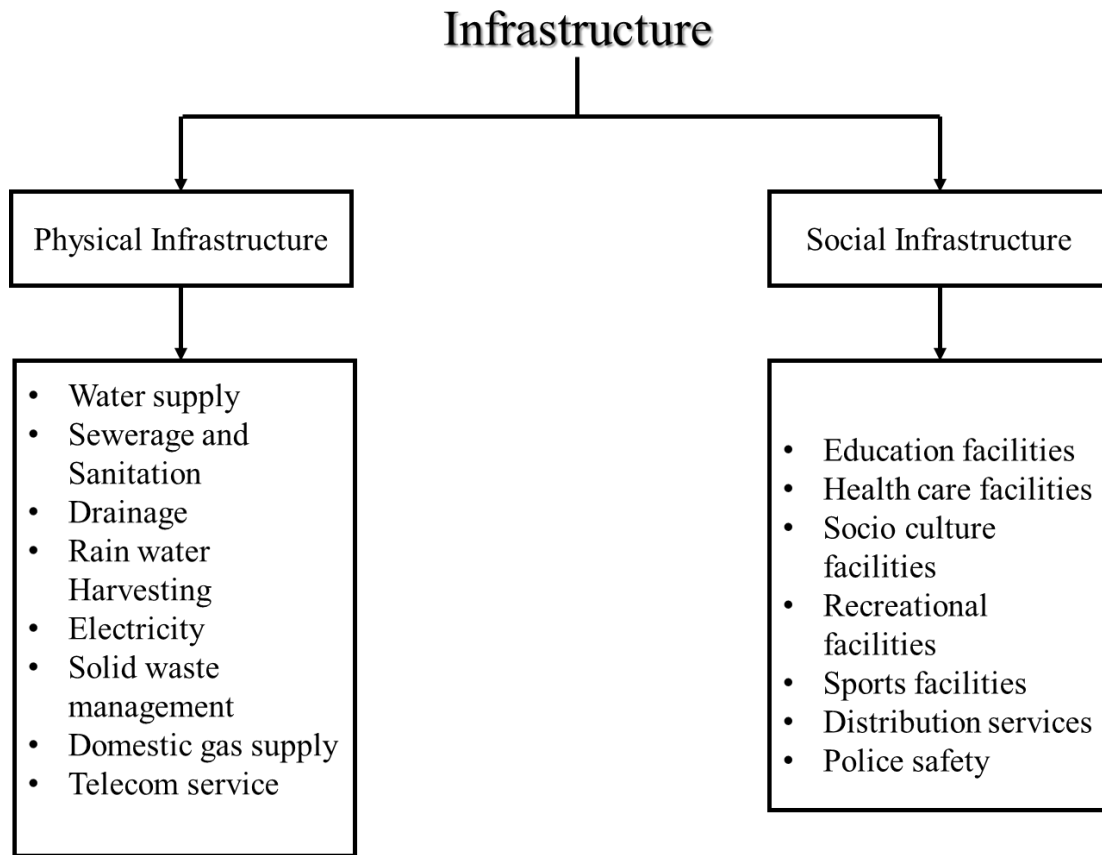 Infrastructure
Physical Infrastructure
Social Infrastructure
• Water supply
• Sewerage and
Sanitation
• Drainage
• Rain water
Harvesting
• Electricity
• Solid waste
management
• Domestic gas supply
• Telecom service
• Education facilities
• Health care facilities
• Socio culture
facilities
• Recreational
facilities
• Sports facilities
• Distribution services
• Police safety